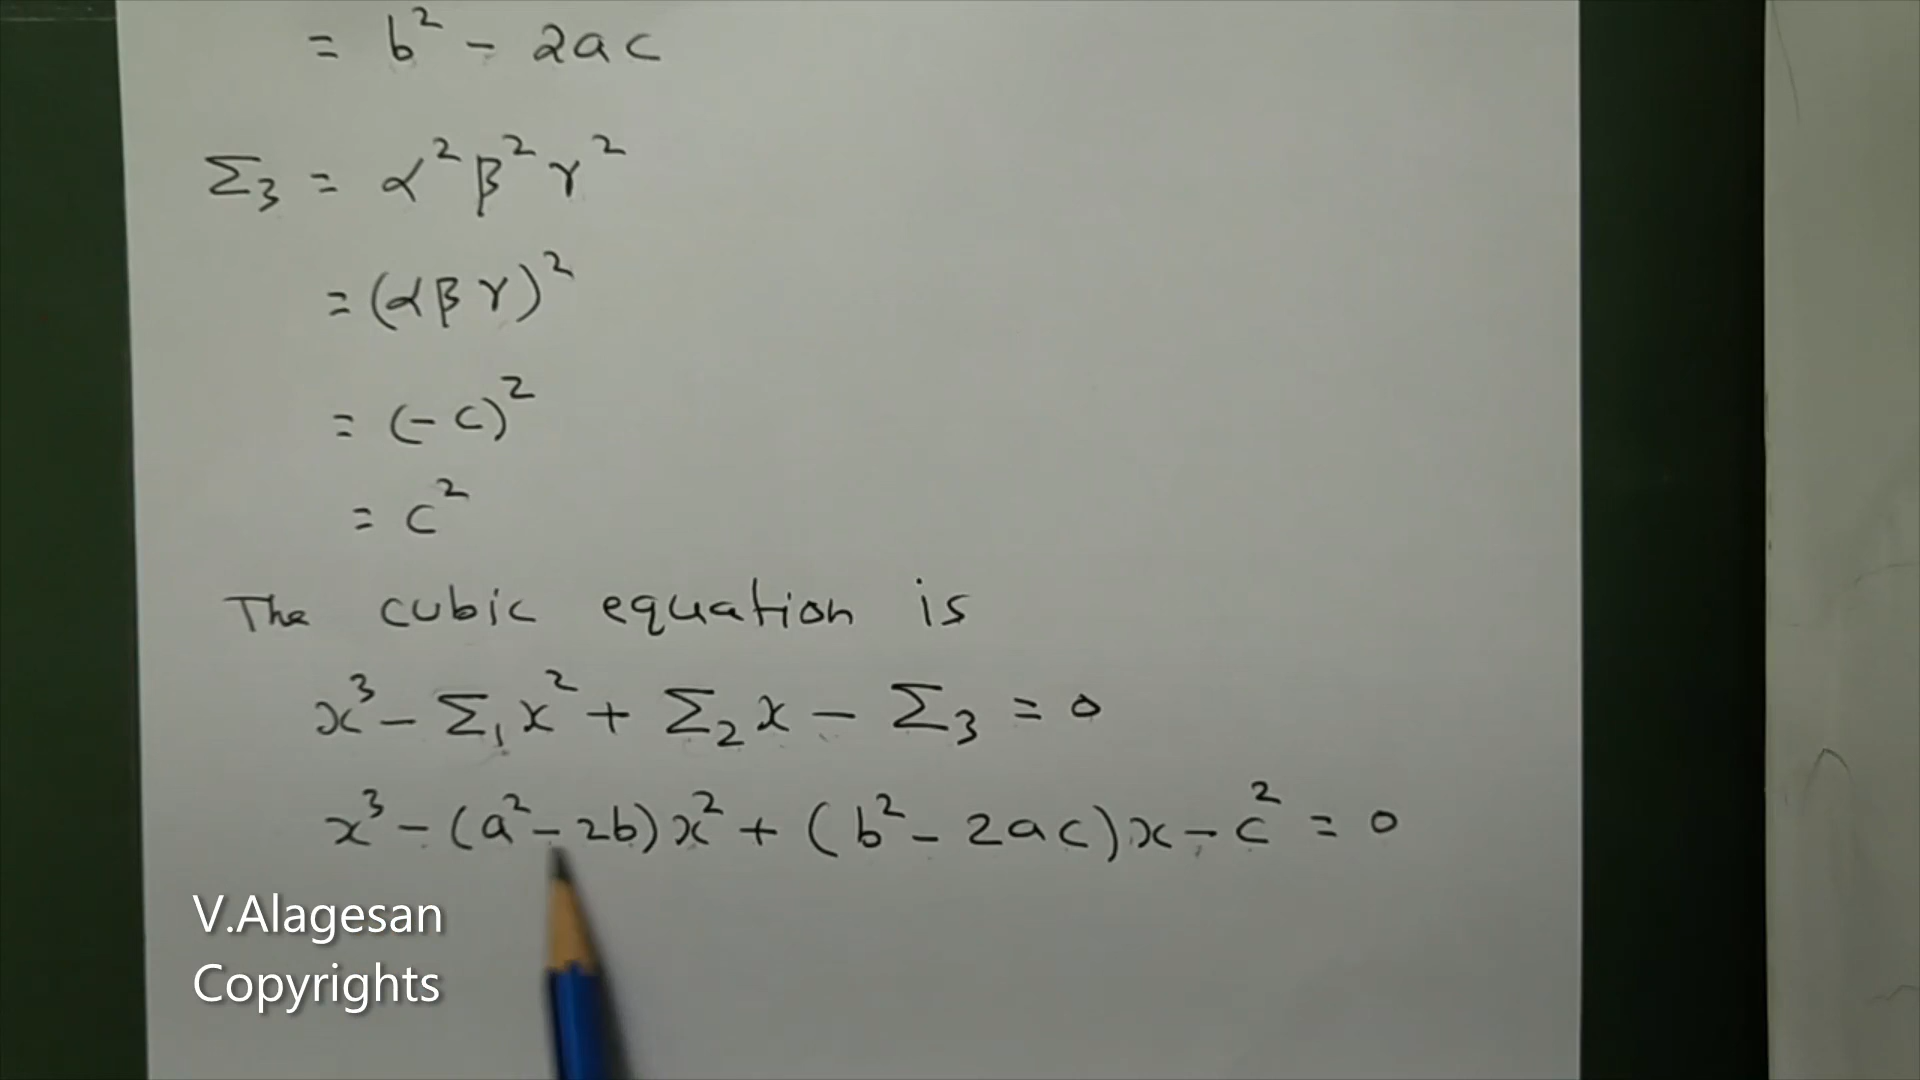 = b² - 2ac
Σ₃ = α²β²γ²
= (αβγ)²
= (-c)²
= c²
The cubic equation is
x³ - Σ₁x² + Σ₂x - Σ₃ = 0
x³ - (a² - 2b)x² + (b² - 2ac)x - c² = 0
V.Alagesan
Copyrights